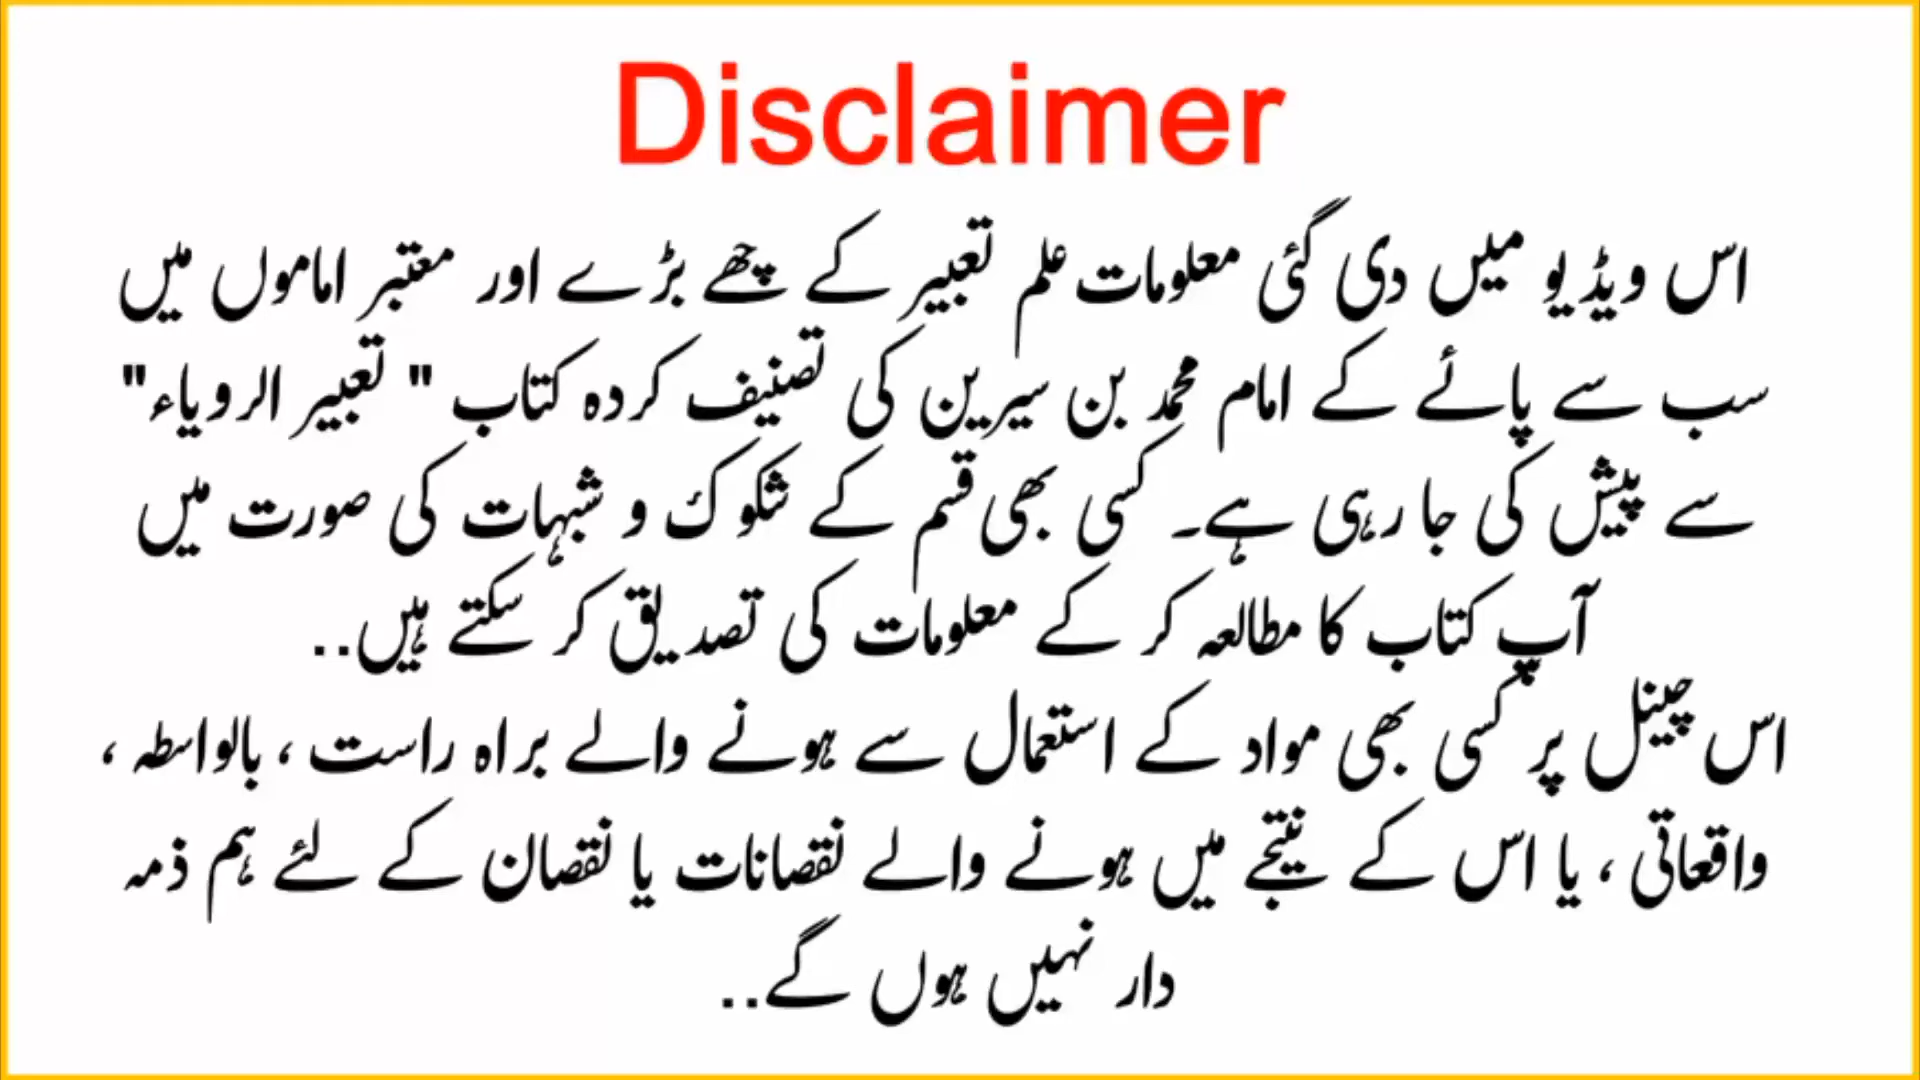 Disclaimer
اس ویڈیو میں دی گئی معلومات علم تعبیر کے چھے بڑے اور معتبر اماموں میں
سب سے پائے کے امام محمد بن سیرین کی تصنیف کردہ کتاب " تعبیر الرویاء"
سے پیش کی جا رہی ہے۔ کسی بھی قسم کے شکوک و شبہات کی صورت میں
آپ کتاب کا مطالعہ کر کے معلومات کی تصدیق کر سکتے ہیں..
اس چینل پر کسی بھی مواد کے استعمال سے ہونے والے براہ راست ، بالواسطہ ،
واقعاتی ، یا اس کے نتیجے میں ہونے والے نقصانات یا نقصان کے لئے ہم ذمہ
دار نہیں ہوں گے..